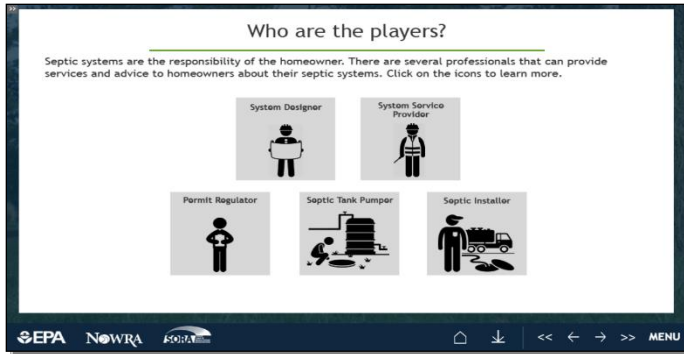 Who are the players?
Septic systems are the responsibility of the homeowner. There are several professionals that can provide
services and advice to homeowners about their septic systems. Click on the icons to learn more.
System Designer
System Service
Provider
Permit Regulator
Septic Tank Pumper
Septic Installer
EPA
NOWRA
SORA
<< ← → >> MENU